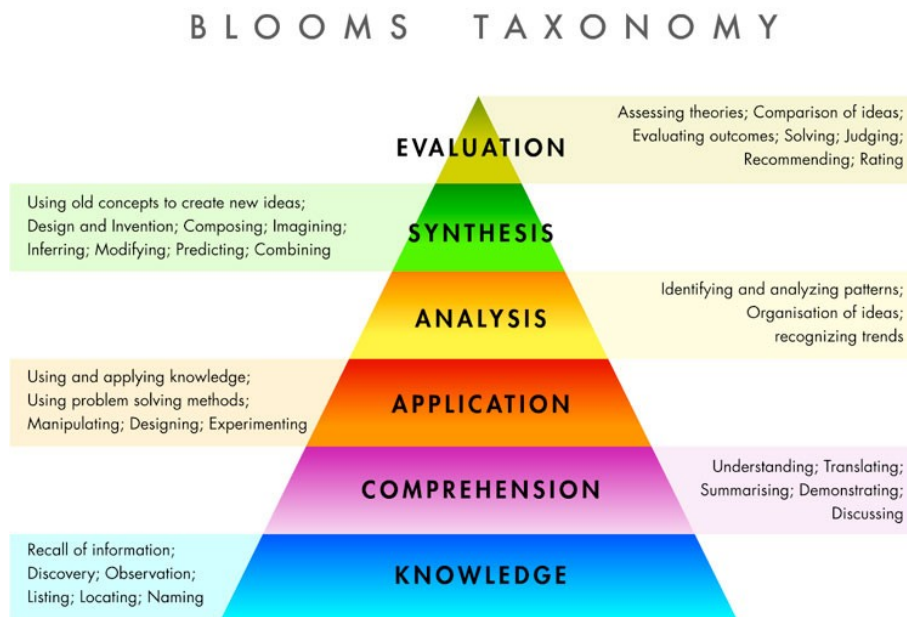 BLOOMS TAXONOMY
EVALUATION
Assessing theories; Comparison of ideas;
Evaluating outcomes; Solving; Judging;
Recommending; Rating
Using old concepts to create new ideas;
Design and Invention; Composing; Imagining;
Inferring; Modifying; Predicting; Combining
SYNTHESIS
ANALYSIS
Identifying and analyzing patterns;
Organisation of ideas;
recognizing trends
Using and applying knowledge;
Using problem solving methods;
Manipulating; Designing; Experimenting
APPLICATION
COMPREHENSION
Understanding; Translating;
Summarising; Demonstrating;
Discussing
Recall of information;
Discovery; Observation;
Listing; Locating; Naming
KNOWLEDGE